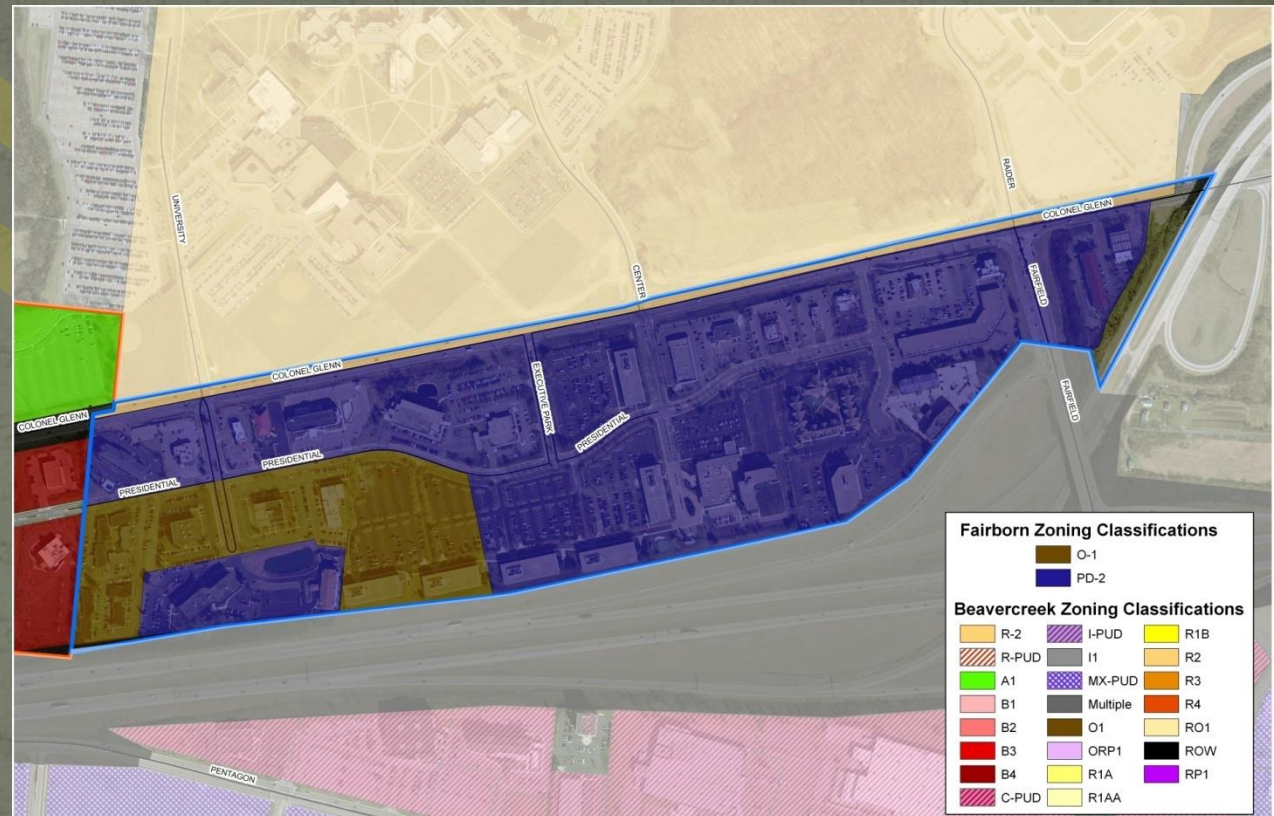 RAIDER
COLONEL GLENN
UNIVERSITY
CENTER
FAIRFIELD
COLONEL GLENN
EXECUTIVE PARK
FAIRFIELD
COLONEL GLENN
PRESIDENTIAL
PRESIDENTIAL
PRESIDENTIAL
PENTAGON
Fairborn Zoning Classifications
O-1
PD-2
Beavercreek Zoning Classifications
R-2 I-PUD R1B
R-PUD I1 R2
A1 MX-PUD R3
B1 Multiple R4
B2 O1 RO1
B3 ORP1 ROW
B4 R1A RP1
C-PUD R1AA